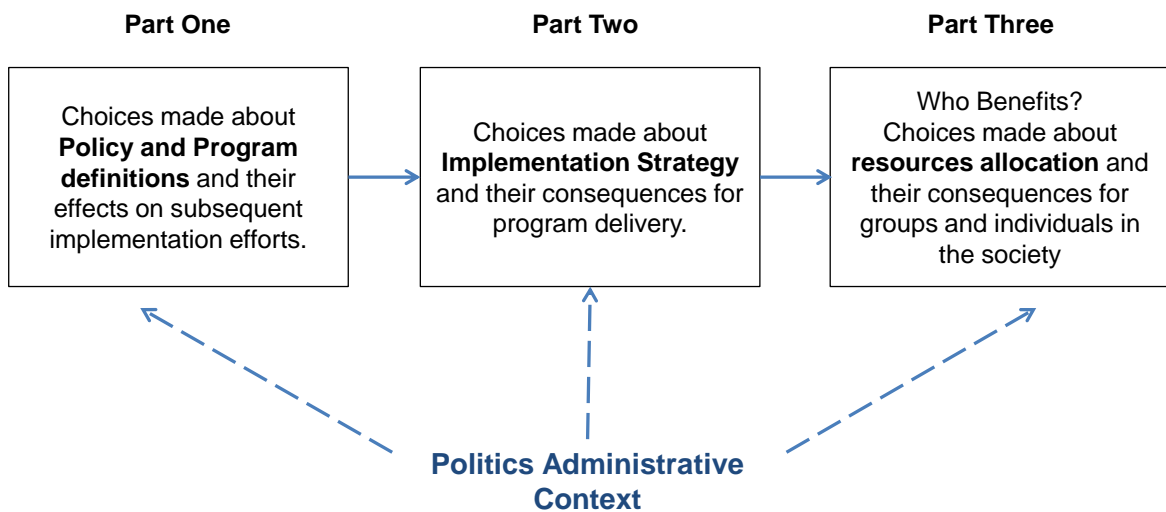 Part One
Part Two
Part Three
Choices made about
Policy and Program
definitions and their
effects on subsequent
implementation efforts.
Choices made about
Implementation Strategy
and their consequences for
program delivery.
Who Benefits?
Choices made about
resources allocation and
their consequences for
groups and individuals in
the society
Politics Administrative
Context